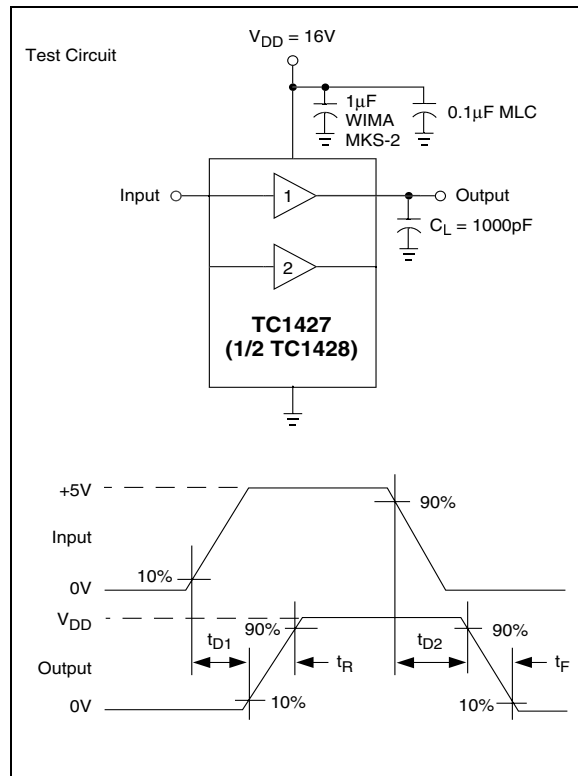 Test Circuit
V_DD = 16V
1µF
WIMA
MKS-2
0.1µF MLC
Input
1
Output
C_L = 1000pF
2
TC1427
(1/2 TC1428)
+5V
90%
Input
10%
0V
V_DD
t_D1
90%
t_R
t_D2
90%
t_F
Output
10%
10%
0V